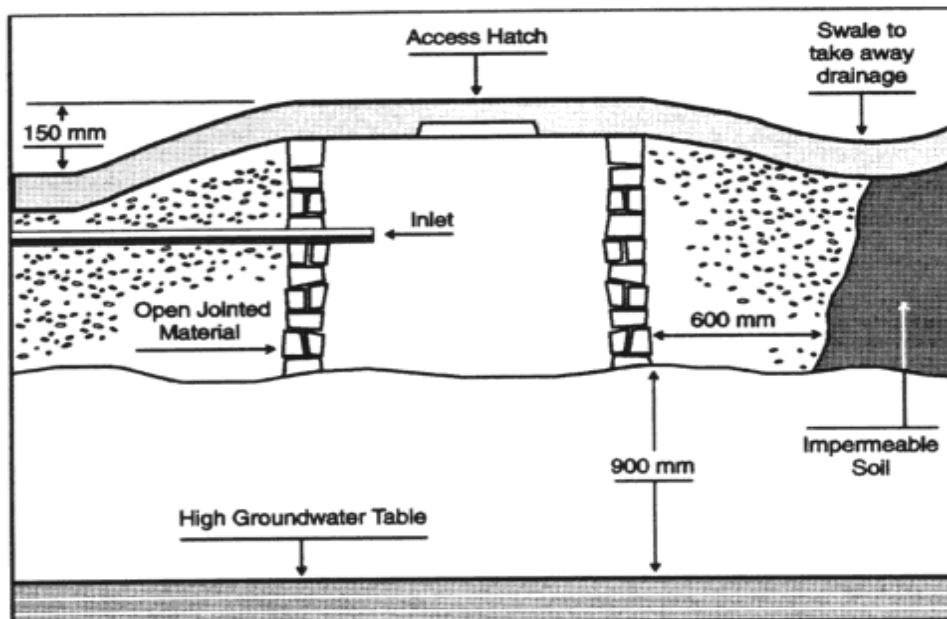 Access Hatch
Swale to
take away
drainage
150 mm
Inlet
Open Jointed
Material
600 mm
Impermeable
Soil
900 mm
High Groundwater Table